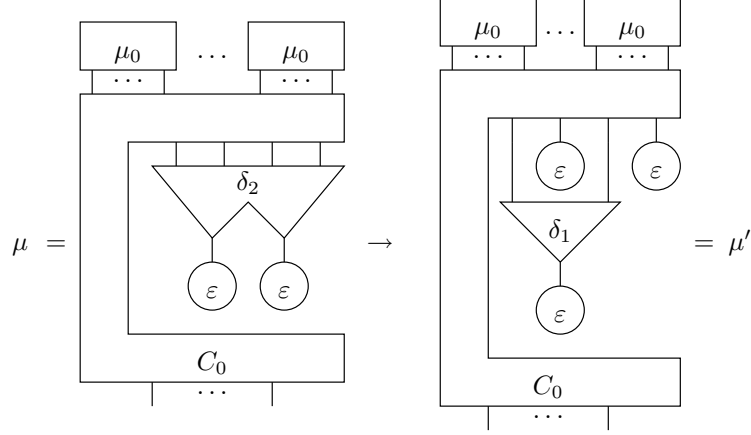 μ₀ ⋯ μ₀ μ₀ ⋯ μ₀
⋯ ⋯ ⋯ ⋯
δ₂ ε ε
μ = → δ₁ = μ′
ε ε ε
C₀ C₀
⋯ ⋯